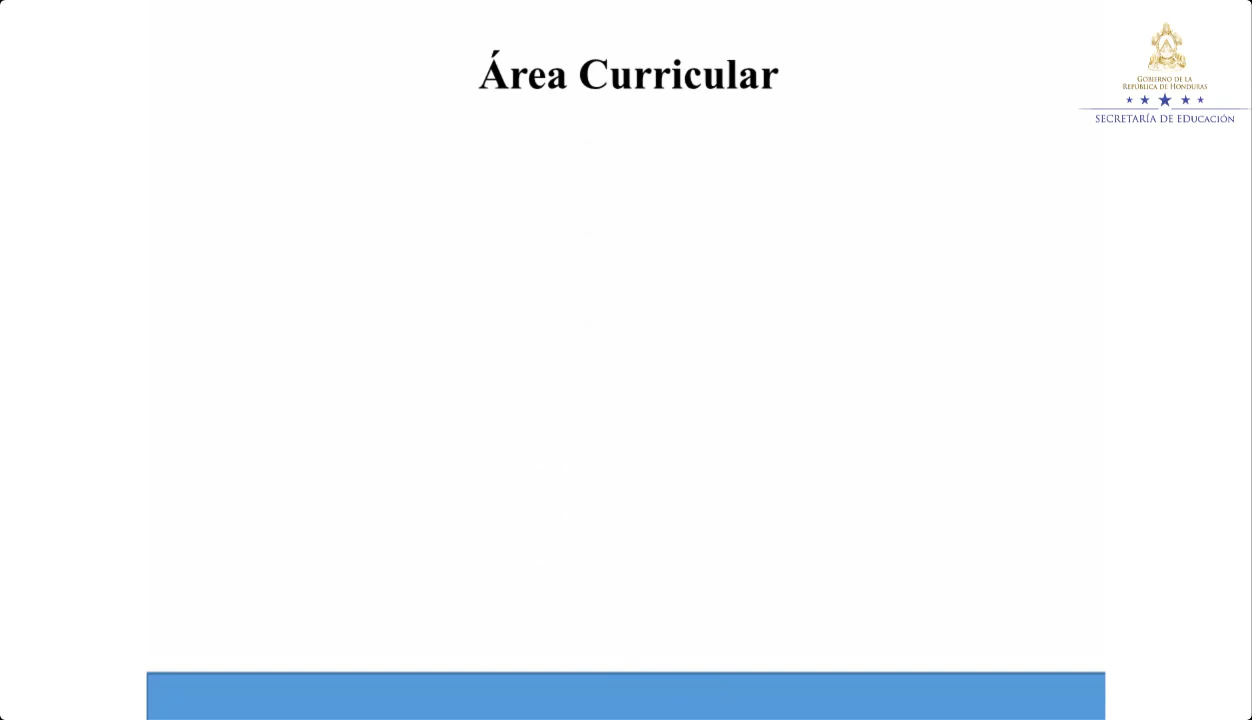 Área Curricular
GOBIERNO DE LA
REPÚBLICA DE HONDURAS
SECRETARÍA DE EDUCACIÓN